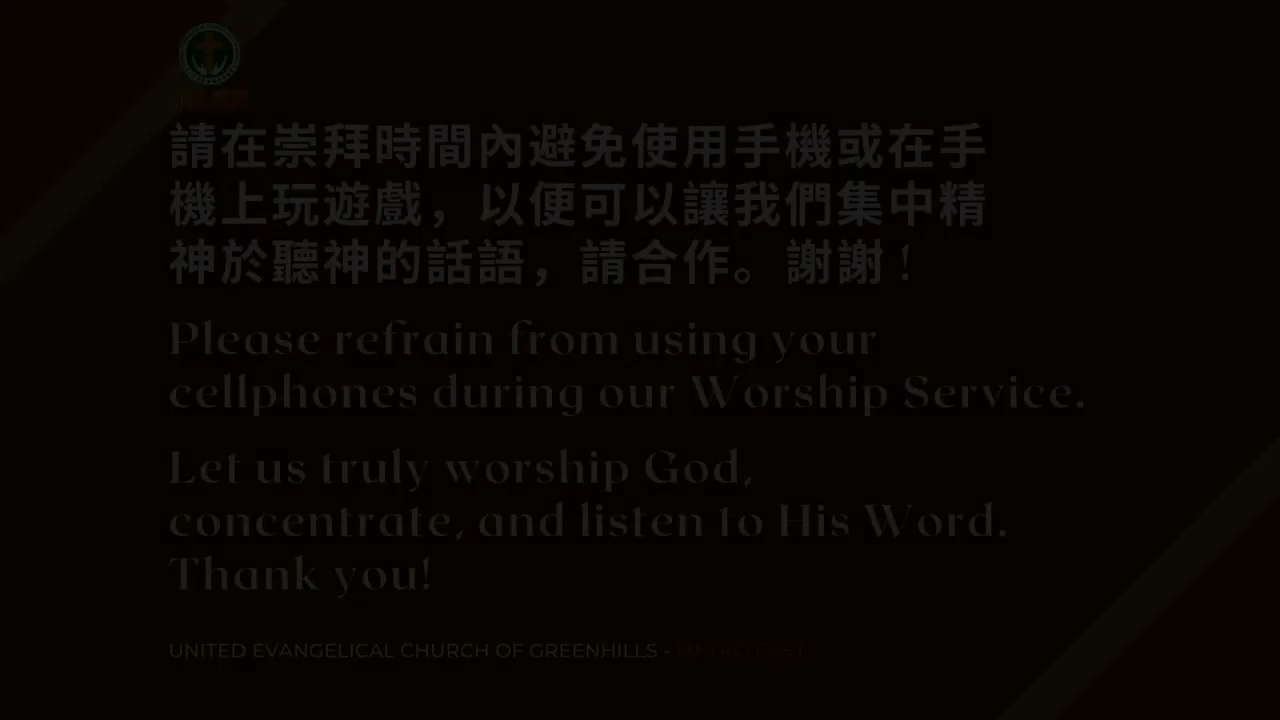 請在崇拜時間內避免使用手機或在手
機上玩遊戲，以便可以讓我們集中精
神於聽神的話語，請合作。謝謝！
Please refrain from using your
cellphones during our Worship Service.
Let us truly worship God,
concentrate, and listen to His Word.
Thank you!
UNITED EVANGELICAL CHURCH OF GREENHILLS - METRO EAST